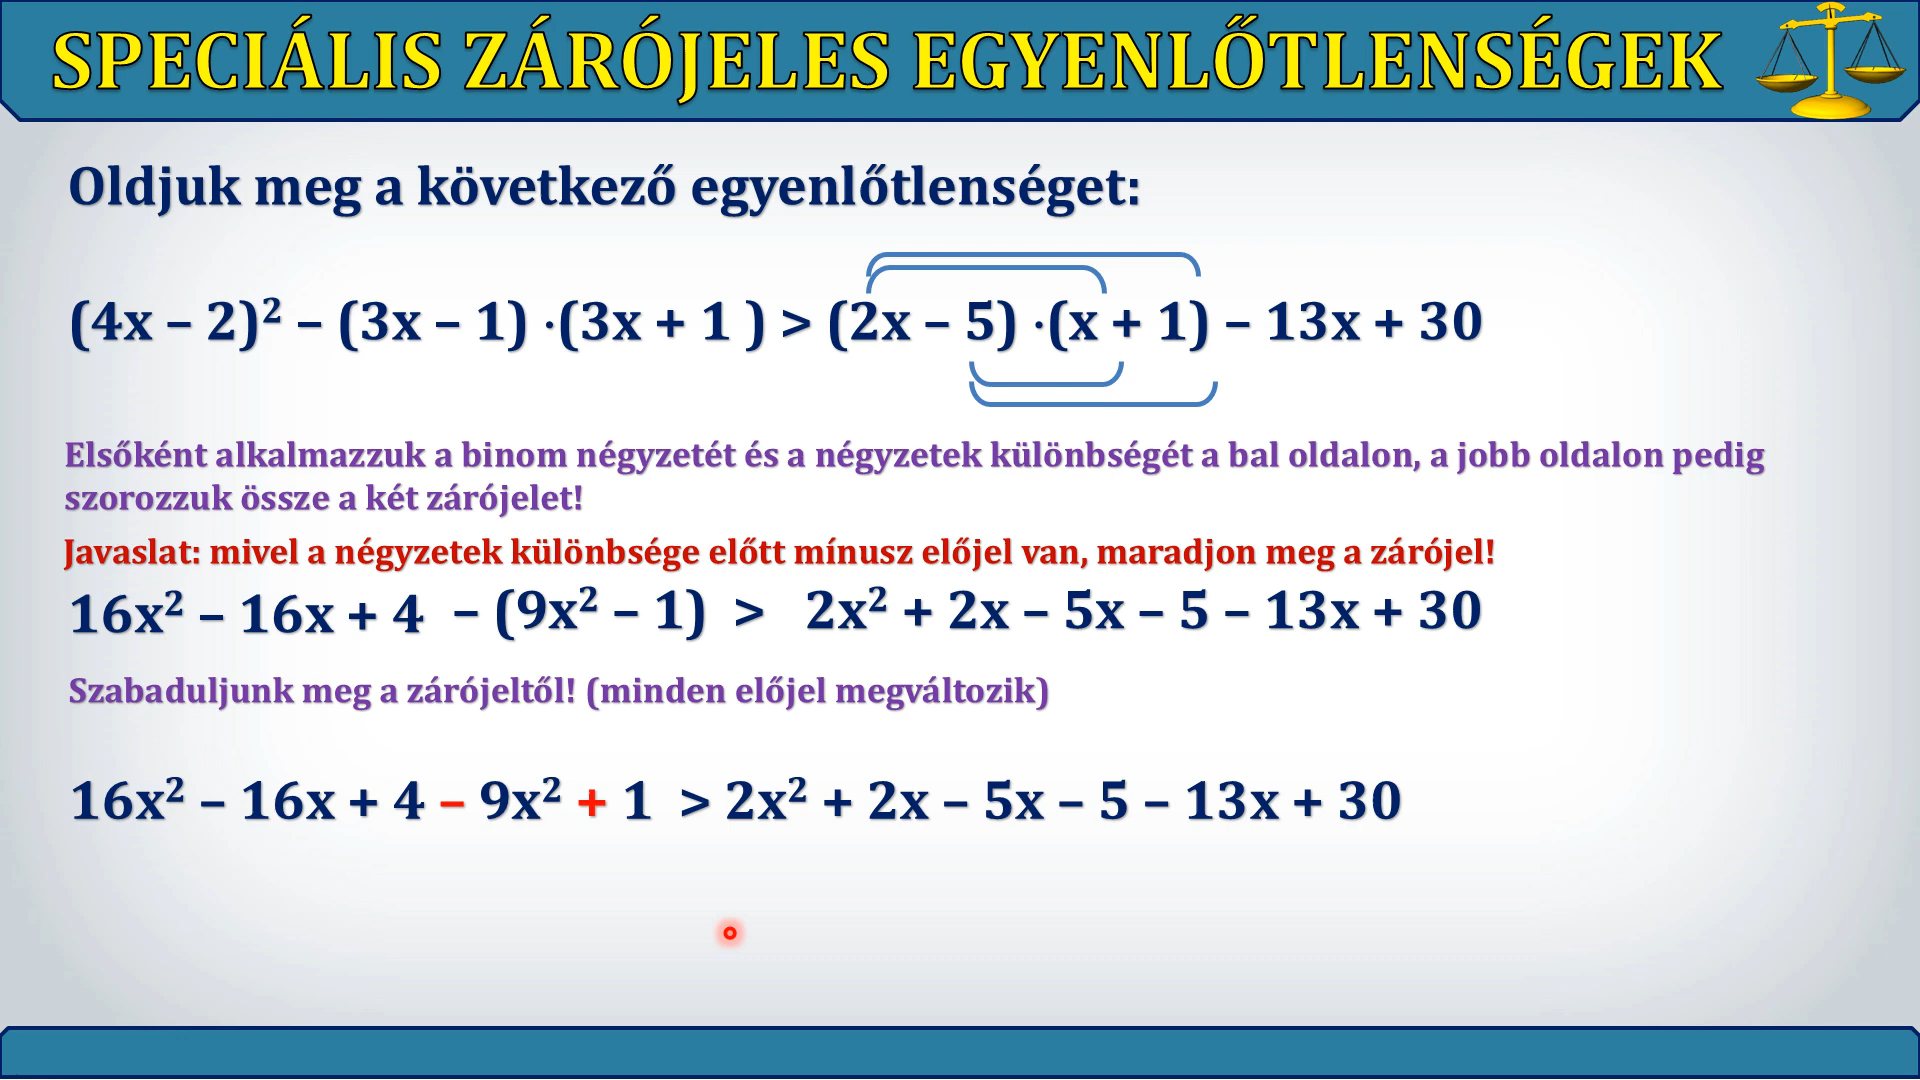 SPECIÁLIS ZÁRÓJELES EGYENLŐTLENSÉGEK
Oldjuk meg a következő egyenlőtlenséget:
(4x – 2)² – (3x – 1) ·(3x + 1 ) > (2x – 5) ·(x + 1) – 13x + 30
Elsőként alkalmazzuk a binom négyzetét és a négyzetek különbségét a bal oldalon, a jobb oldalon pedig
szorozzuk össze a két zárójelet!
Javaslat: mivel a négyzetek különbsége előtt mínusz előjel van, maradjon meg a zárójel!
16x² – 16x + 4 – (9x² – 1) > 2x² + 2x – 5x – 5 – 13x + 30
Szabaduljunk meg a zárójeltől! (minden előjel megváltozik)
16x² – 16x + 4 – 9x² + 1 > 2x² + 2x – 5x – 5 – 13x + 30